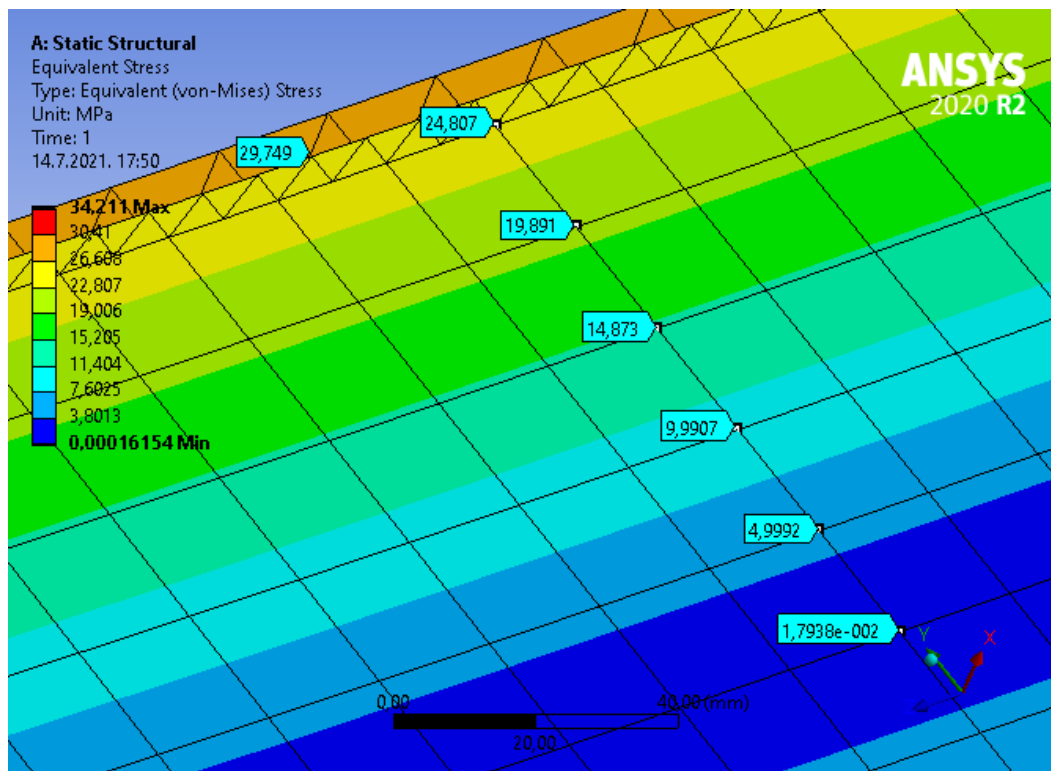 A: Static Structural
Equivalent Stress
Type: Equivalent (von-Mises) Stress
Unit: MPa
Time: 1
14.7.2021. 17:50
ANSYS
2020 R2
34,211 Max
30,41
26,608
22,807
19,006
15,205
11,404
7,6025
3,8013
0,00016154 Min
24,807
29,749
19,891
14,873
9,9907
4,9992
1,7938e-002
Y
X
0,00
40,00 (mm)
20,00